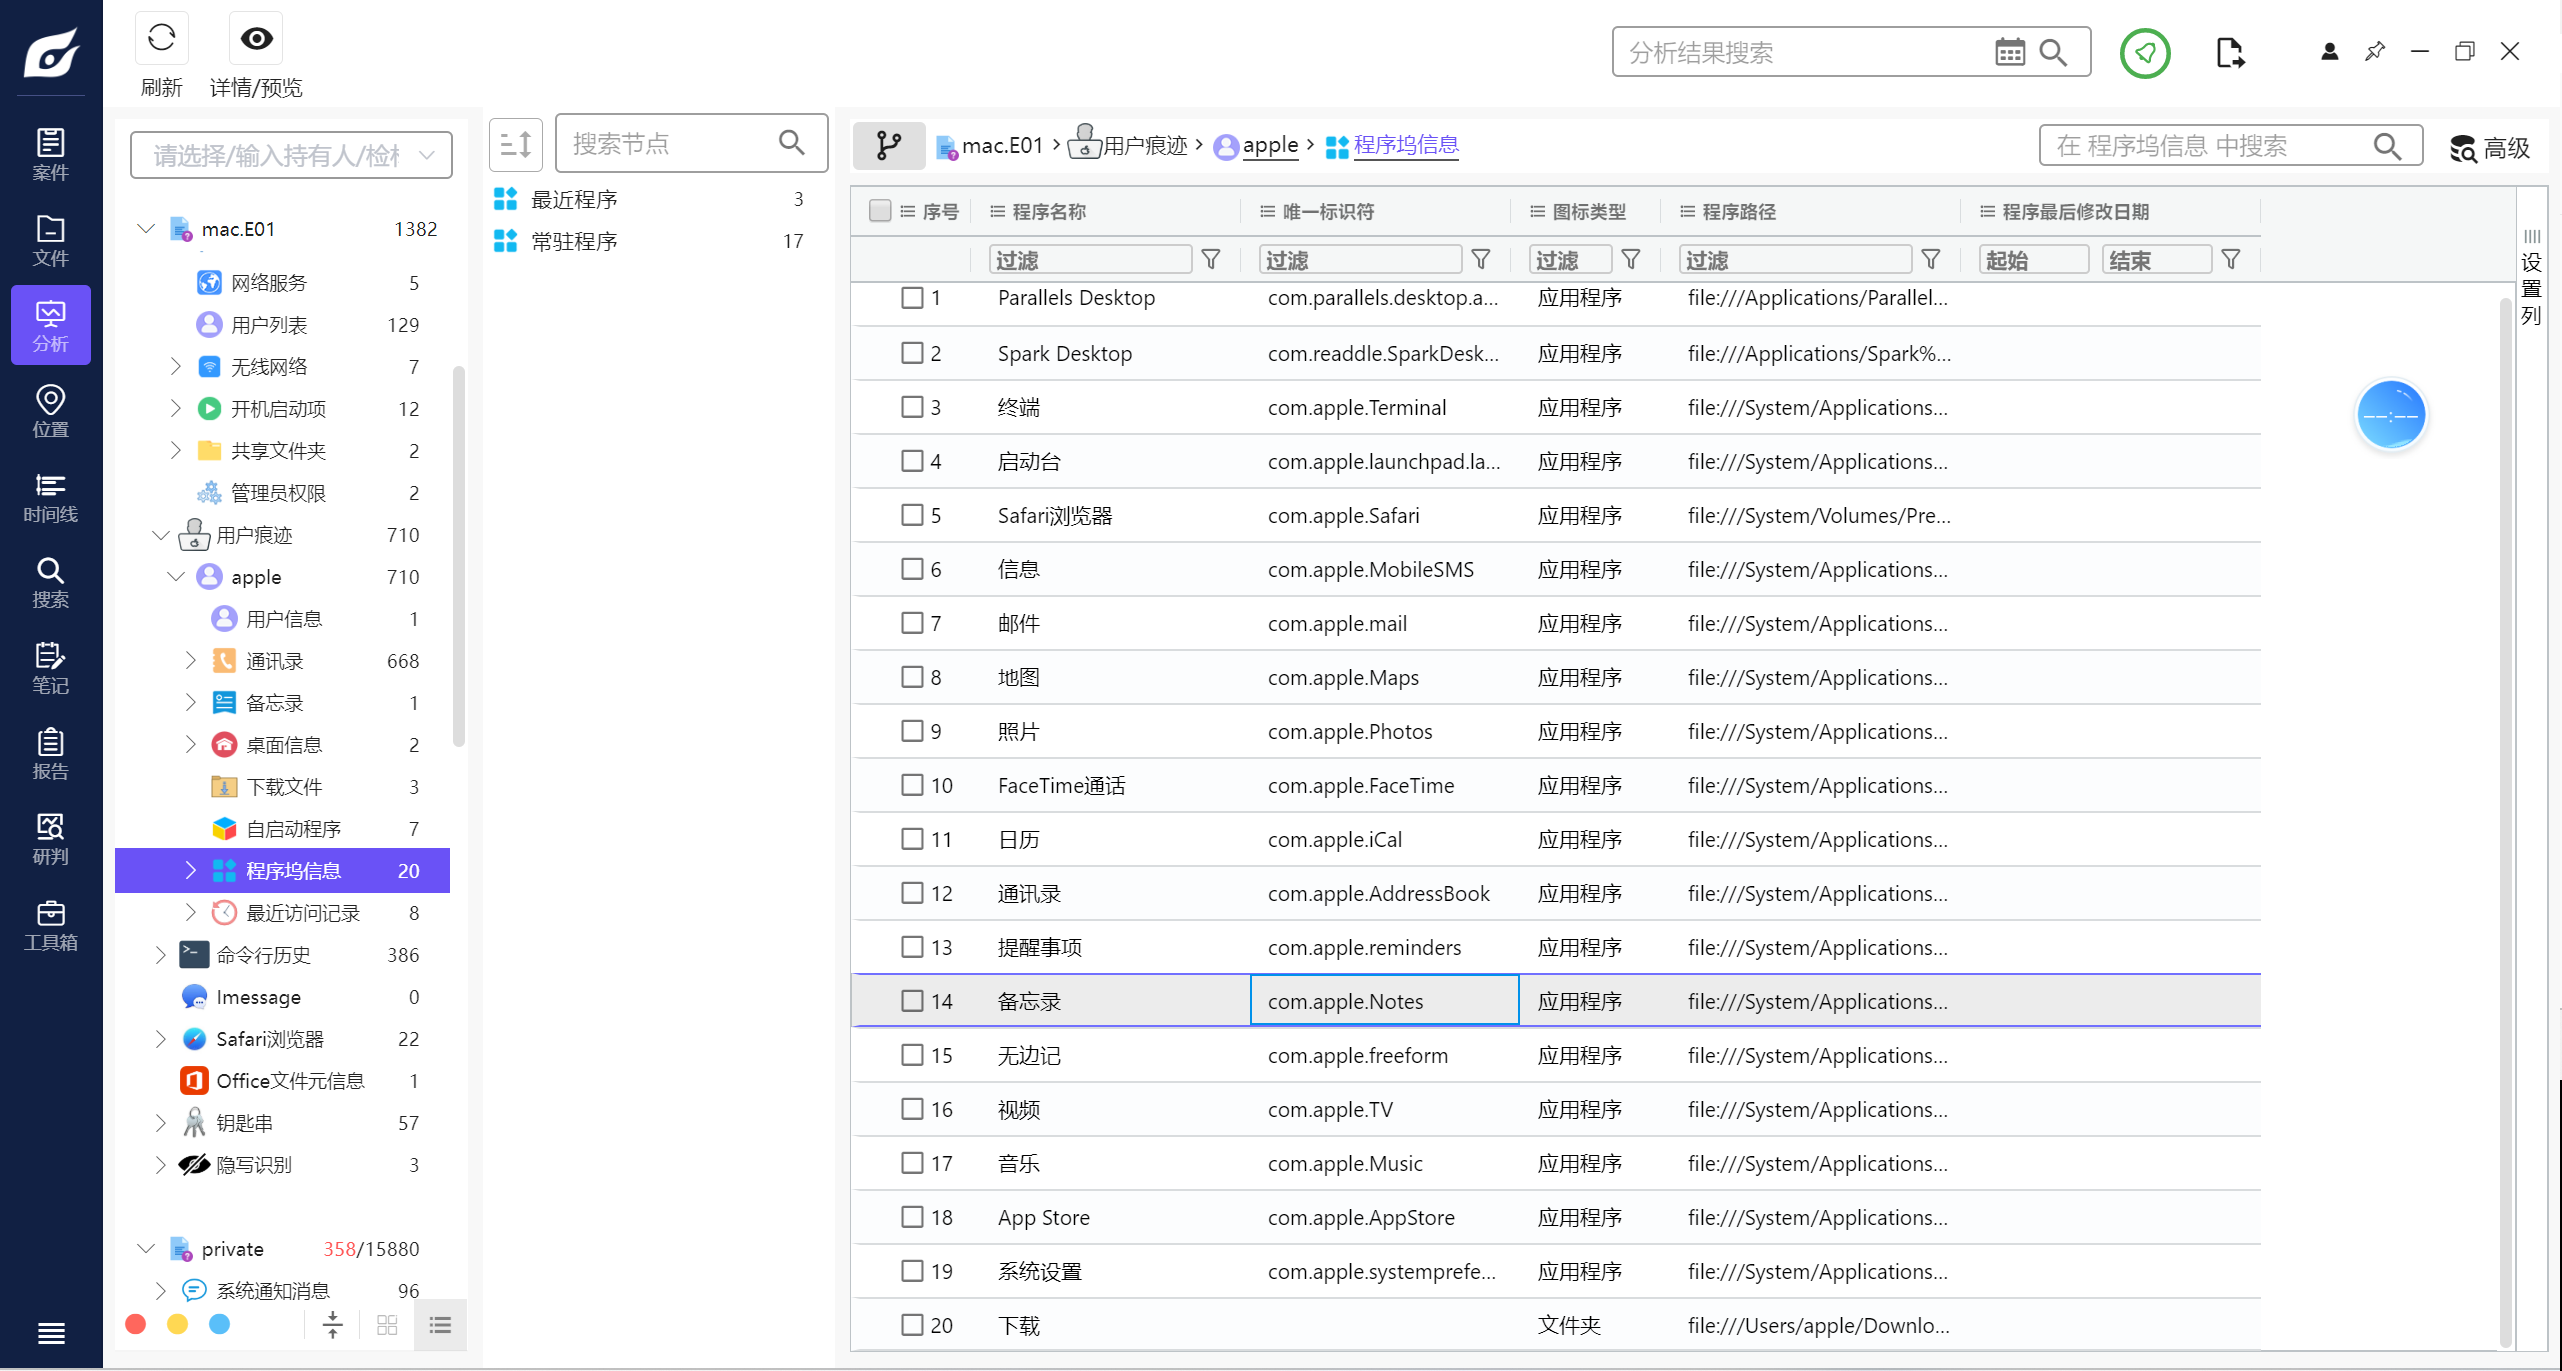 刷新
详情/预览
分析结果搜索
案件
文件
分析
位置
时间线
搜索
笔记
报告
研判
工具箱
请选择/输入持有人/检
mac.E01 1382
网络服务 5
用户列表 129
无线网络 7
开机启动项 12
共享文件夹 2
管理员权限 2
用户痕迹 710
apple 710
用户信息 1
通讯录 668
备忘录 1
桌面信息 2
下载文件 3
自启动程序 7
程序坞信息 20
最近访问记录 8
命令行历史 386
Imessage 0
Safari浏览器 22
Office文件元信息 1
钥匙串 57
隐写识别 3
private 358/15880
系统通知消息 96
搜索节点
最近程序 3
常驻程序 17
mac.E01 > 用户痕迹 > apple > 程序坞信息
在 程序坞信息 中搜索
高级
序号 程序名称 唯一标识符 图标类型 程序路径 程序最后修改日期
过滤 过滤 过滤 过滤 起始 结束
1 Parallels Desktop com.parallels.desktop.a... 应用程序 file:///Applications/Parallel...
2 Spark Desktop com.readdle.SparkDesk... 应用程序 file:///Applications/Spark%...
3 终端 com.apple.Terminal 应用程序 file:///System/Applications...
4 启动台 com.apple.launchpad.la... 应用程序 file:///System/Applications...
5 Safari浏览器 com.apple.Safari 应用程序 file:///System/Volumes/Pre...
6 信息 com.apple.MobileSMS 应用程序 file:///System/Applications...
7 邮件 com.apple.mail 应用程序 file:///System/Applications...
8 地图 com.apple.Maps 应用程序 file:///System/Applications...
9 照片 com.apple.Photos 应用程序 file:///System/Applications...
10 FaceTime通话 com.apple.FaceTime 应用程序 file:///System/Applications...
11 日历 com.apple.iCal 应用程序 file:///System/Applications...
12 通讯录 com.apple.AddressBook 应用程序 file:///System/Applications...
13 提醒事项 com.apple.reminders 应用程序 file:///System/Applications...
14 备忘录 com.apple.Notes 应用程序 file:///System/Applications...
15 无边记 com.apple.freeform 应用程序 file:///System/Applications...
16 视频 com.apple.TV 应用程序 file:///System/Applications...
17 音乐 com.apple.Music 应用程序 file:///System/Applications...
18 App Store com.apple.AppStore 应用程序 file:///System/Applications...
19 系统设置 com.apple.systemprefe... 应用程序 file:///System/Applications...
20 下载 文件夹 file:///Users/apple/Downlo...
设置列
--:--